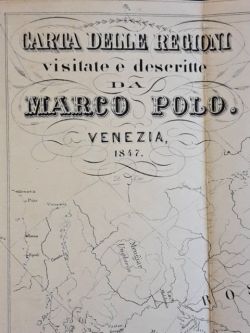 CARTA DELLE REGIONI
visitate e descritte
DA
MARCO POLO.
VENEZIA,
1847.